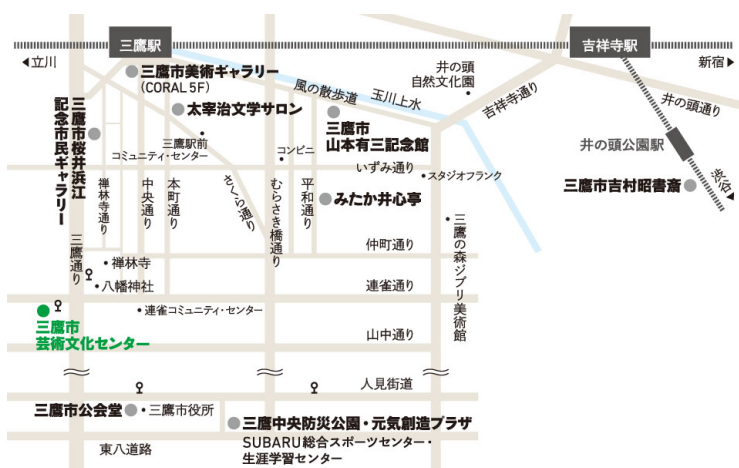 三鷹駅
吉祥寺駅
立川
新宿
三鷹市美術ギャラリー
(CORAL 5F)
太宰治文学サロン
三鷹駅前
コミュニティ・センター
風の散歩道
玉川上水
井の頭
自然文化園
吉祥寺通り
井の頭通り
三鷹市
山本有三記念館
井の頭公園駅
三鷹市桜井浜江
記念市民ギャラリー
コンビニ
いずみ通り
スタジオフランク
三鷹市吉村昭書斎
渋谷
禅林寺通り
中央通り
本町通り
さくら通り
むらさき橋通り
平和通り
みたか井心亭
三鷹通り
仲町通り
三鷹の森ジブリ美術館
禅林寺
八幡神社
連雀通り
連雀コミュニティ・センター
三鷹市
芸術文化センター
山中通り
人見街道
三鷹市公会堂
三鷹市役所
三鷹中央防災公園・元気創造プラザ
SUBARU総合スポーツセンター・
生涯学習センター
東八道路